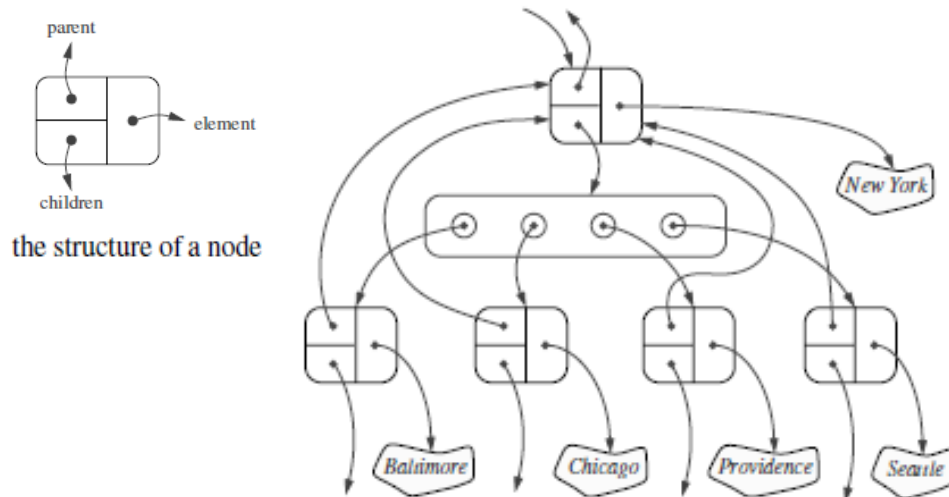 parent
element
children
the structure of a node
New York
Baltimore
Chicago
Providence
Seattle